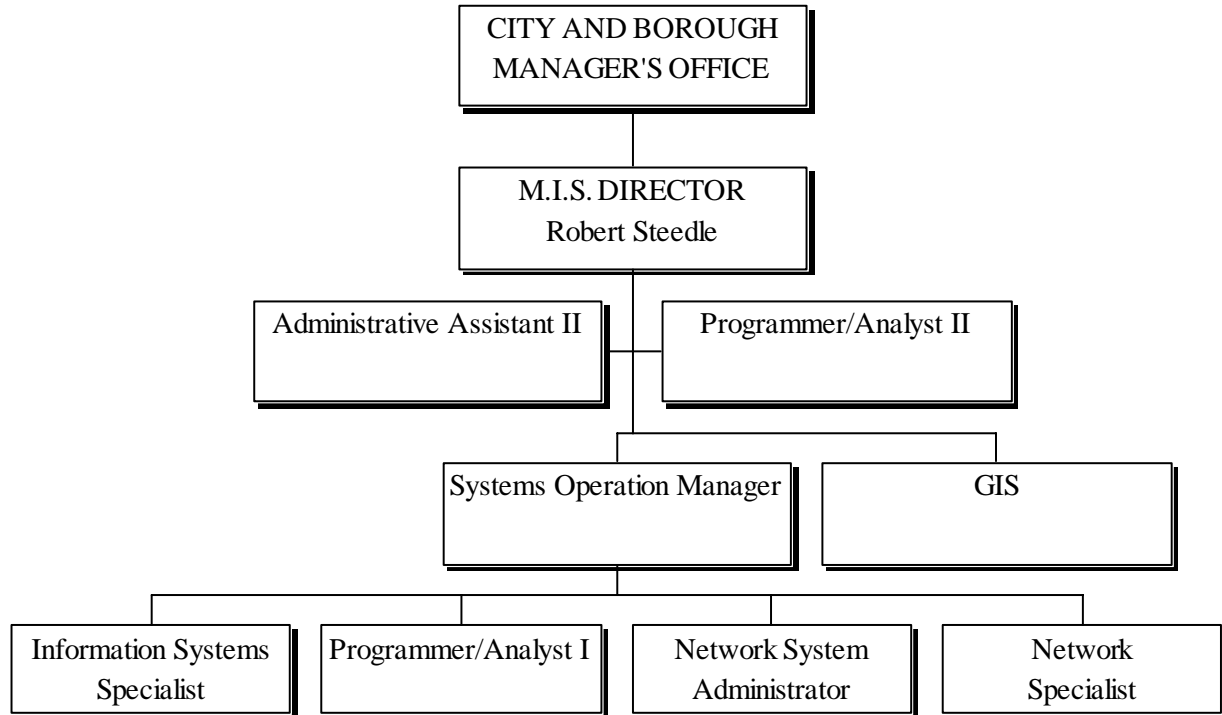 CITY AND BOROUGH
MANAGER'S OFFICE
M.I.S. DIRECTOR
Robert Steedle
Administrative Assistant II
Programmer/Analyst II
Systems Operation Manager
GIS
Information Systems
Specialist
Programmer/Analyst I
Network System
Administrator
Network
Specialist